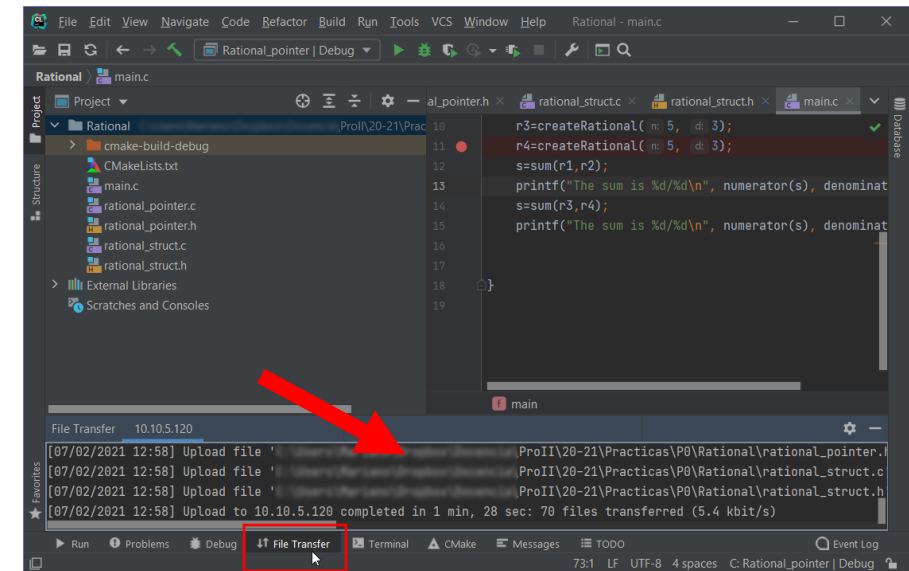 File Edit View Navigate Code Refactor Build Run Tools VCS Window Help Rational - main.c
Rational_pointer | Debug
Rational main.c
Project
al_pointer.h rational_struct.c rational_struct.h main.c
Project
Structure
Favorites
Database
Rational ProII\20-21\Prac
cmake-build-debug
CMakeLists.txt
main.c
rational_pointer.c
rational_pointer.h
rational_struct.c
rational_struct.h
External Libraries
Scratches and Consoles
10 r3=createRational( n: 5, d: 3);
11 r4=createRational( n: 5, d: 3);
12 s=sum(r1,r2);
13 printf("The sum is %d/%d\n", numerator(s), denominat
14 s=sum(r3,r4);
15 printf("The sum is %d/%d\n", numerator(s), denominat
16
17
18 }
19
f main
File Transfer 10.10.5.120
[07/02/2021 12:58] Upload file ' ProII\20-21\Practicas\P0\Rational\rational_pointer.h
[07/02/2021 12:58] Upload file ' ProII\20-21\Practicas\P0\Rational\rational_struct.c
[07/02/2021 12:58] Upload file ' ProII\20-21\Practicas\P0\Rational\rational_struct.h
[07/02/2021 12:58] Upload to 10.10.5.120 completed in 1 min, 28 sec: 70 files transferred (5.4 kbit/s)
Run Problems Debug File Transfer Terminal CMake Messages TODO Event Log
73:1 LF UTF-8 4 spaces C: Rational_pointer | Debug